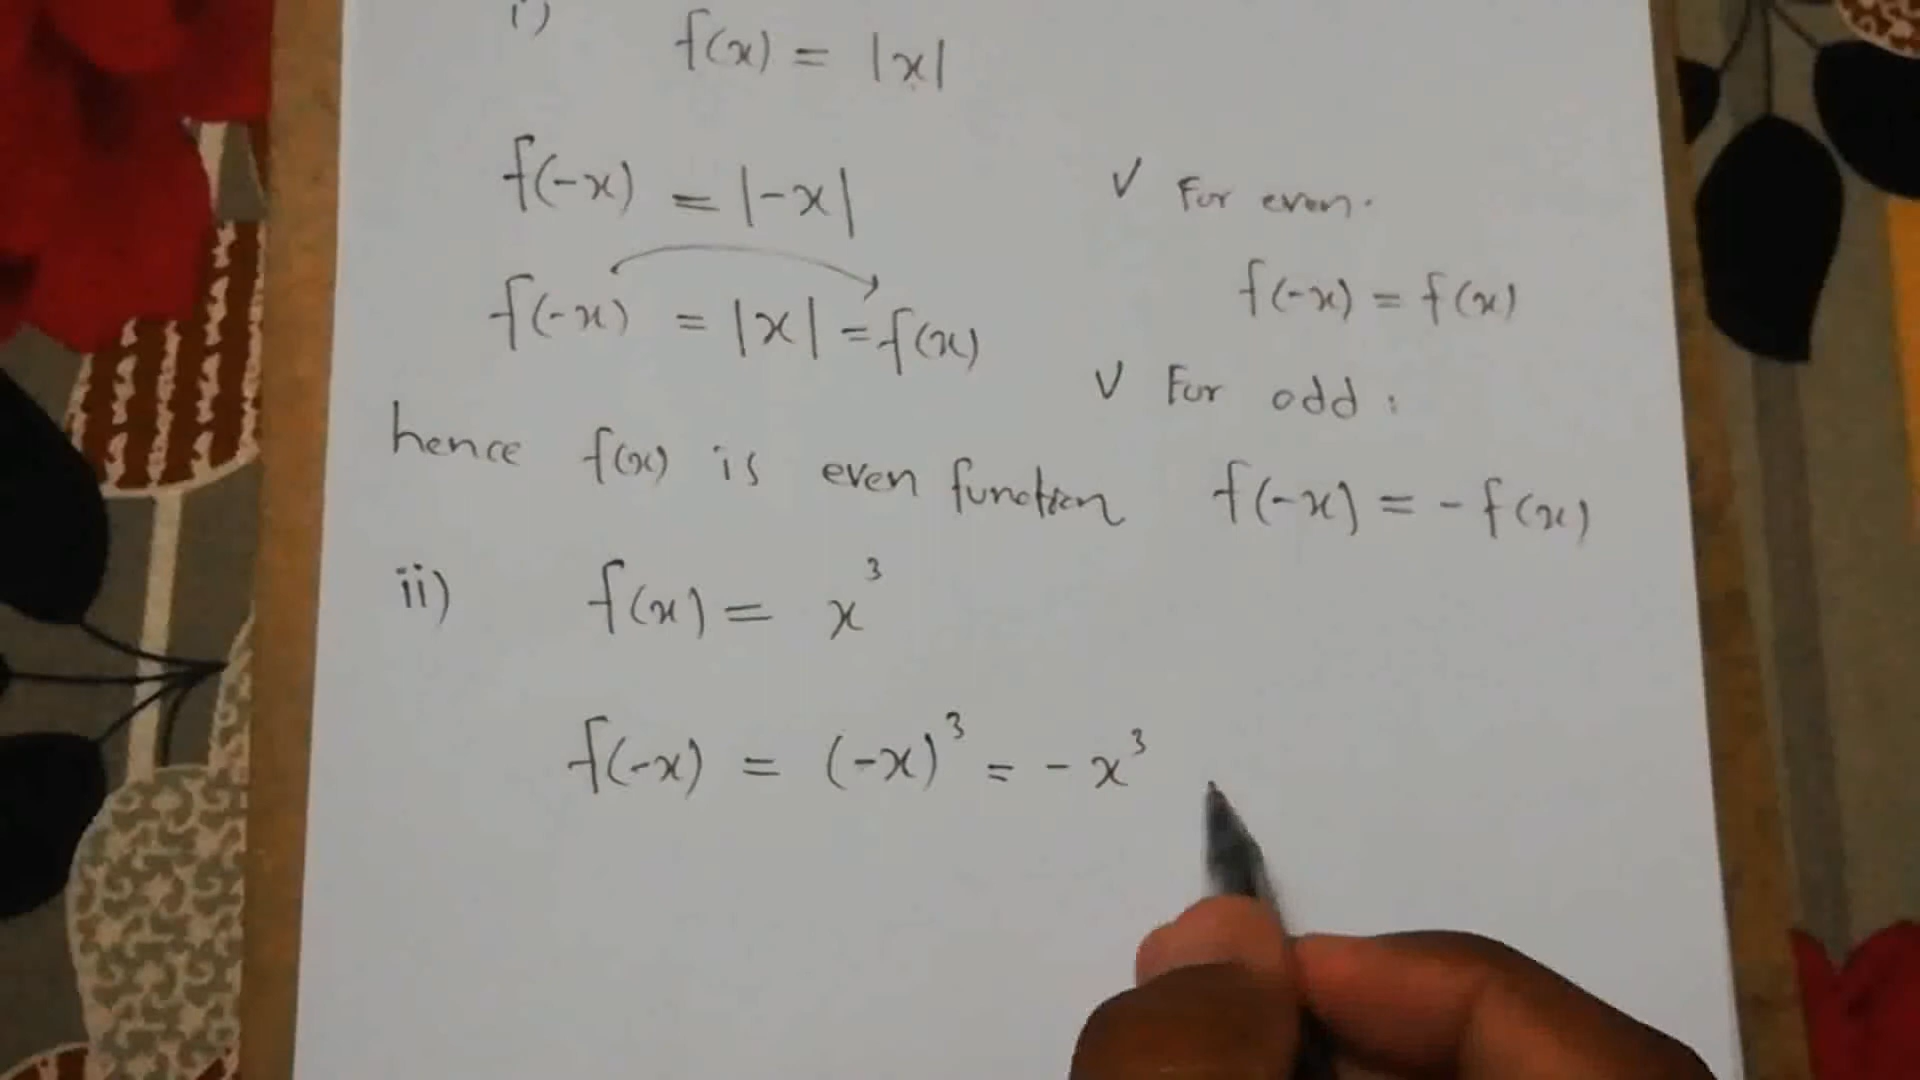 i) f(x) = |x|
f(-x) = |-x|
f(-x) = |x| = f(x)
hence f(x) is even function
✓ For even.
f(-x) = f(x)
✓ For odd:
f(-x) = -f(x)
ii) f(x) = x³
f(-x) = (-x)³ = -x³